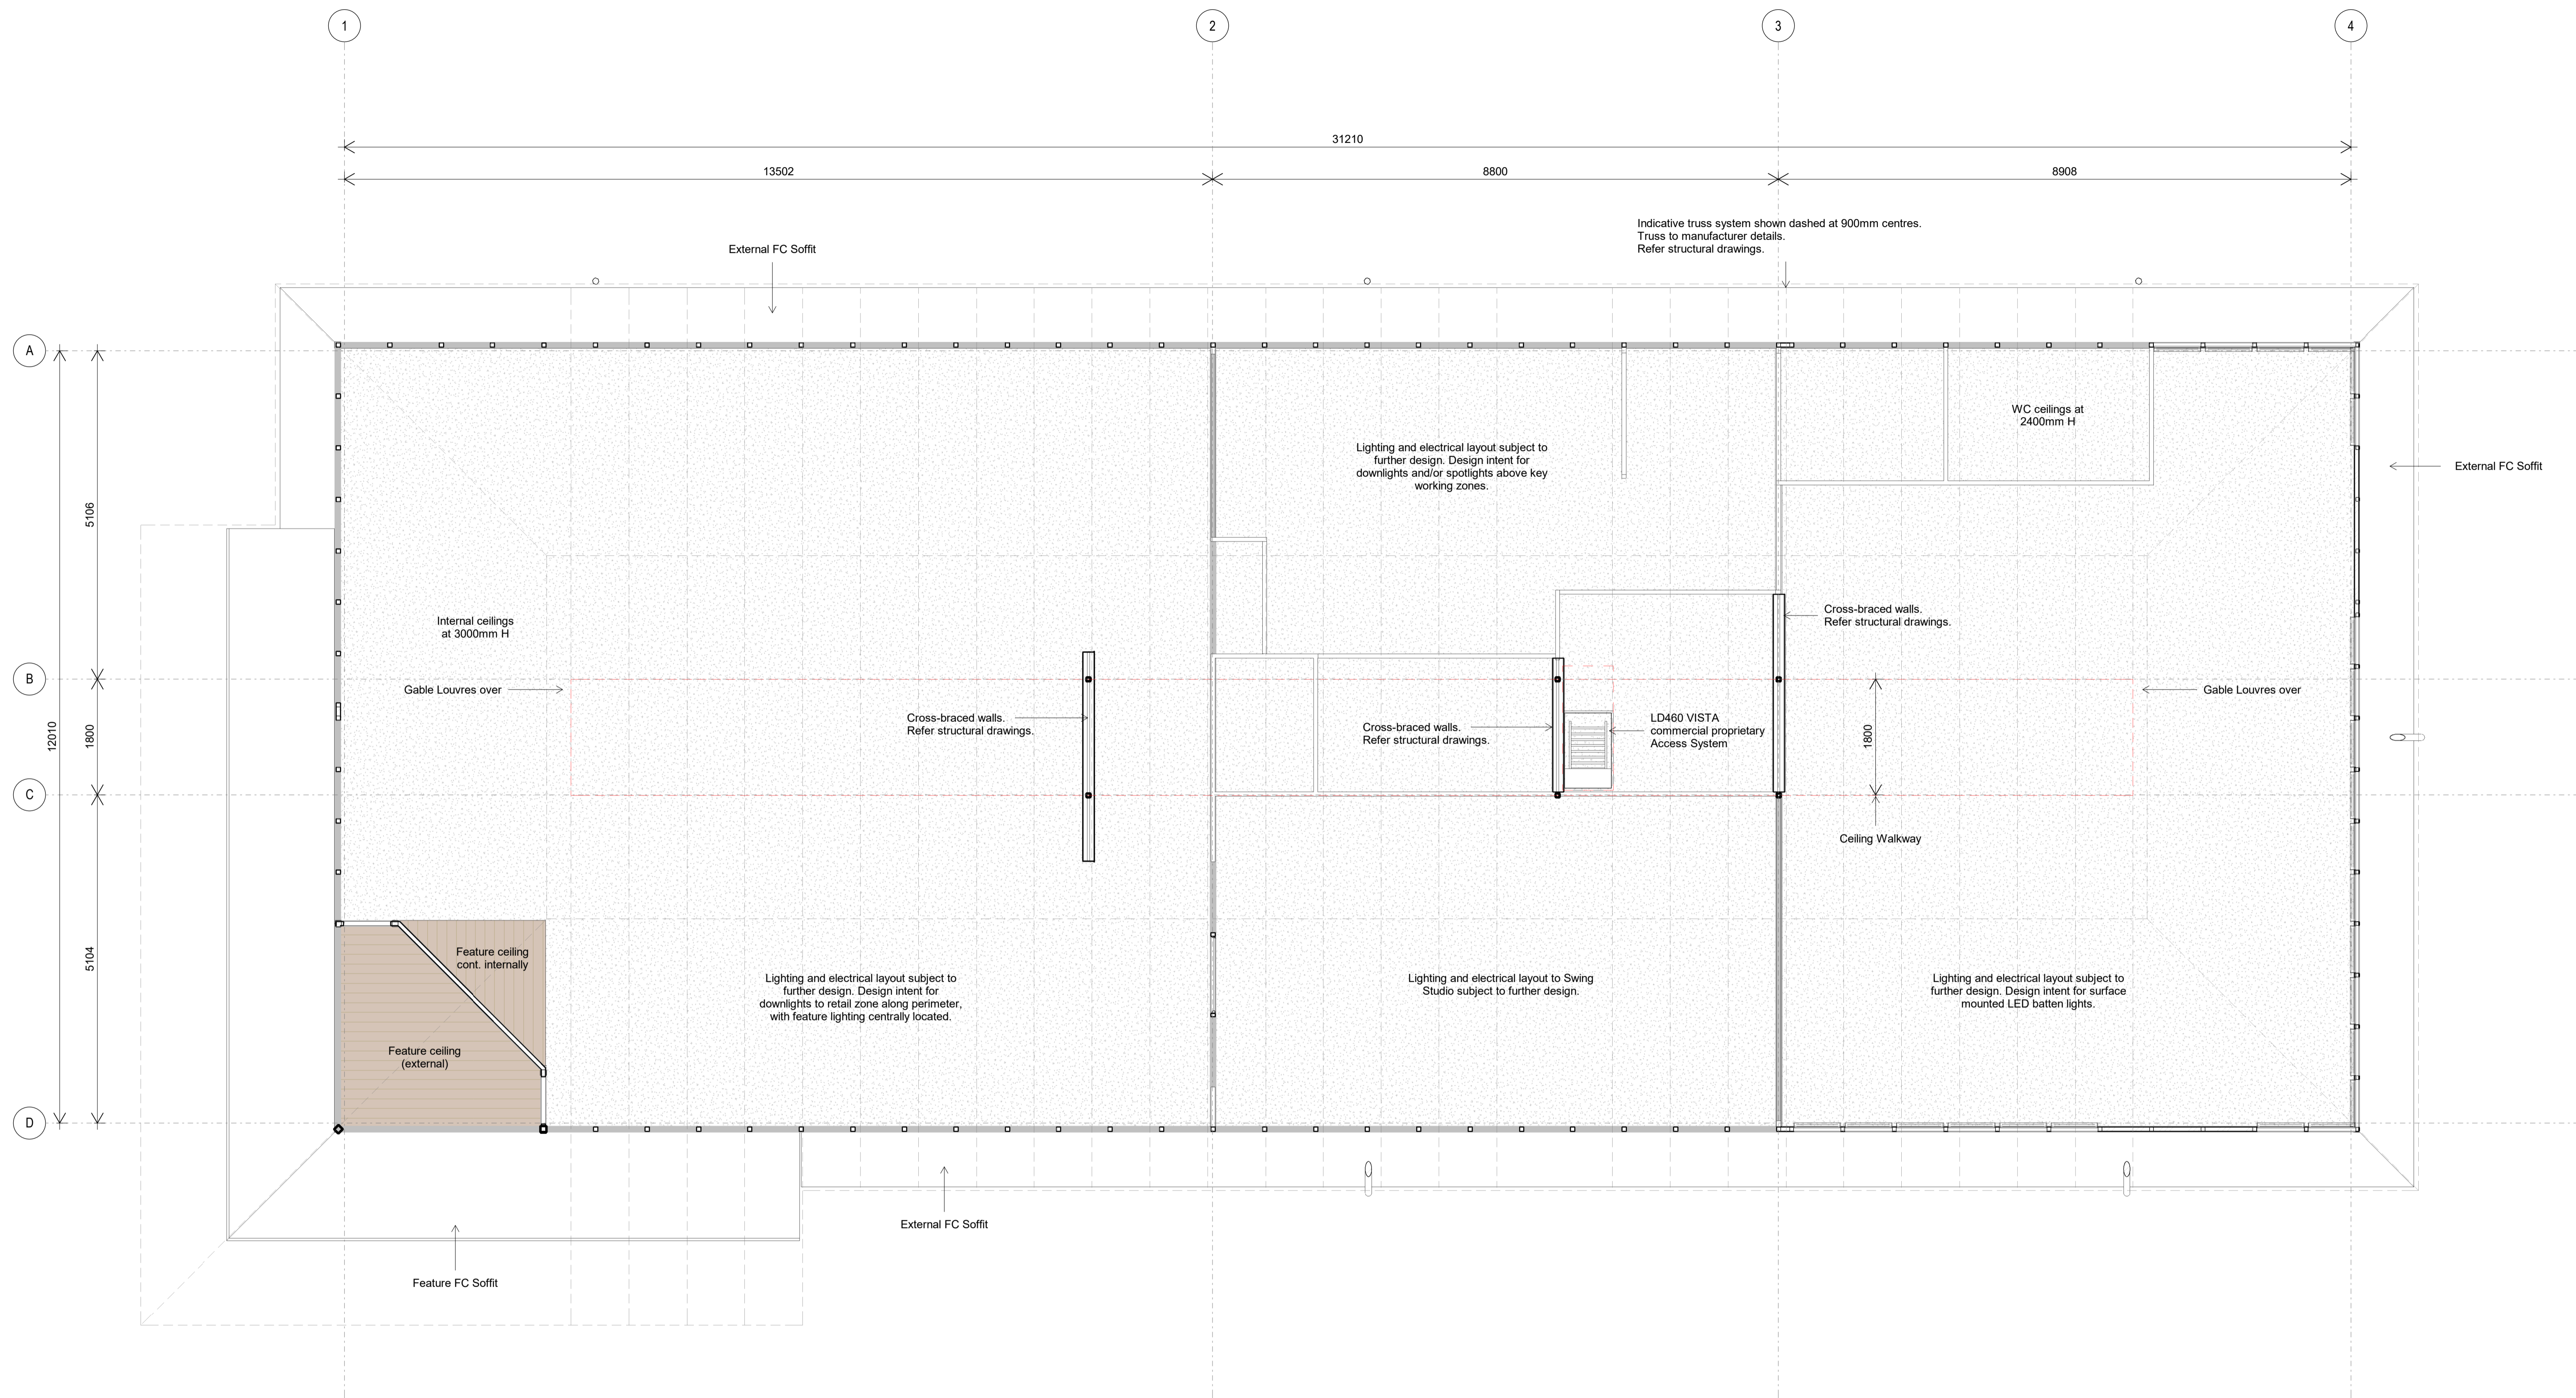 1
2
3
4
31210
13502
8800
8908
Indicative truss system shown dashed at 900mm centres.
Truss to manufacturer details.
Refer structural drawings.
External FC Soffit
A
WC ceilings at
2400mm H
Lighting and electrical layout subject to
further design. Design intent for
downlights and/or spotlights above key
working zones.
External FC Soffit
5106
Internal ceilings
at 3000mm H
Cross-braced walls.
Refer structural drawings.
B
Gable Louvres over
Gable Louvres over
Cross-braced walls.
Refer structural drawings.
Cross-braced walls.
Refer structural drawings.
LD460 VISTA
commercial proprietary
Access System
12010
1800
1800
C
Ceiling Walkway
5104
Feature ceiling
cont. internally
Lighting and electrical layout subject to
further design. Design intent for
downlights to retail zone along perimeter,
with feature lighting centrally located.
Lighting and electrical layout to Swing
Studio subject to further design.
Lighting and electrical layout subject to
further design. Design intent for surface
mounted LED batten lights.
Feature ceiling
(external)
D
External FC Soffit
Feature FC Soffit